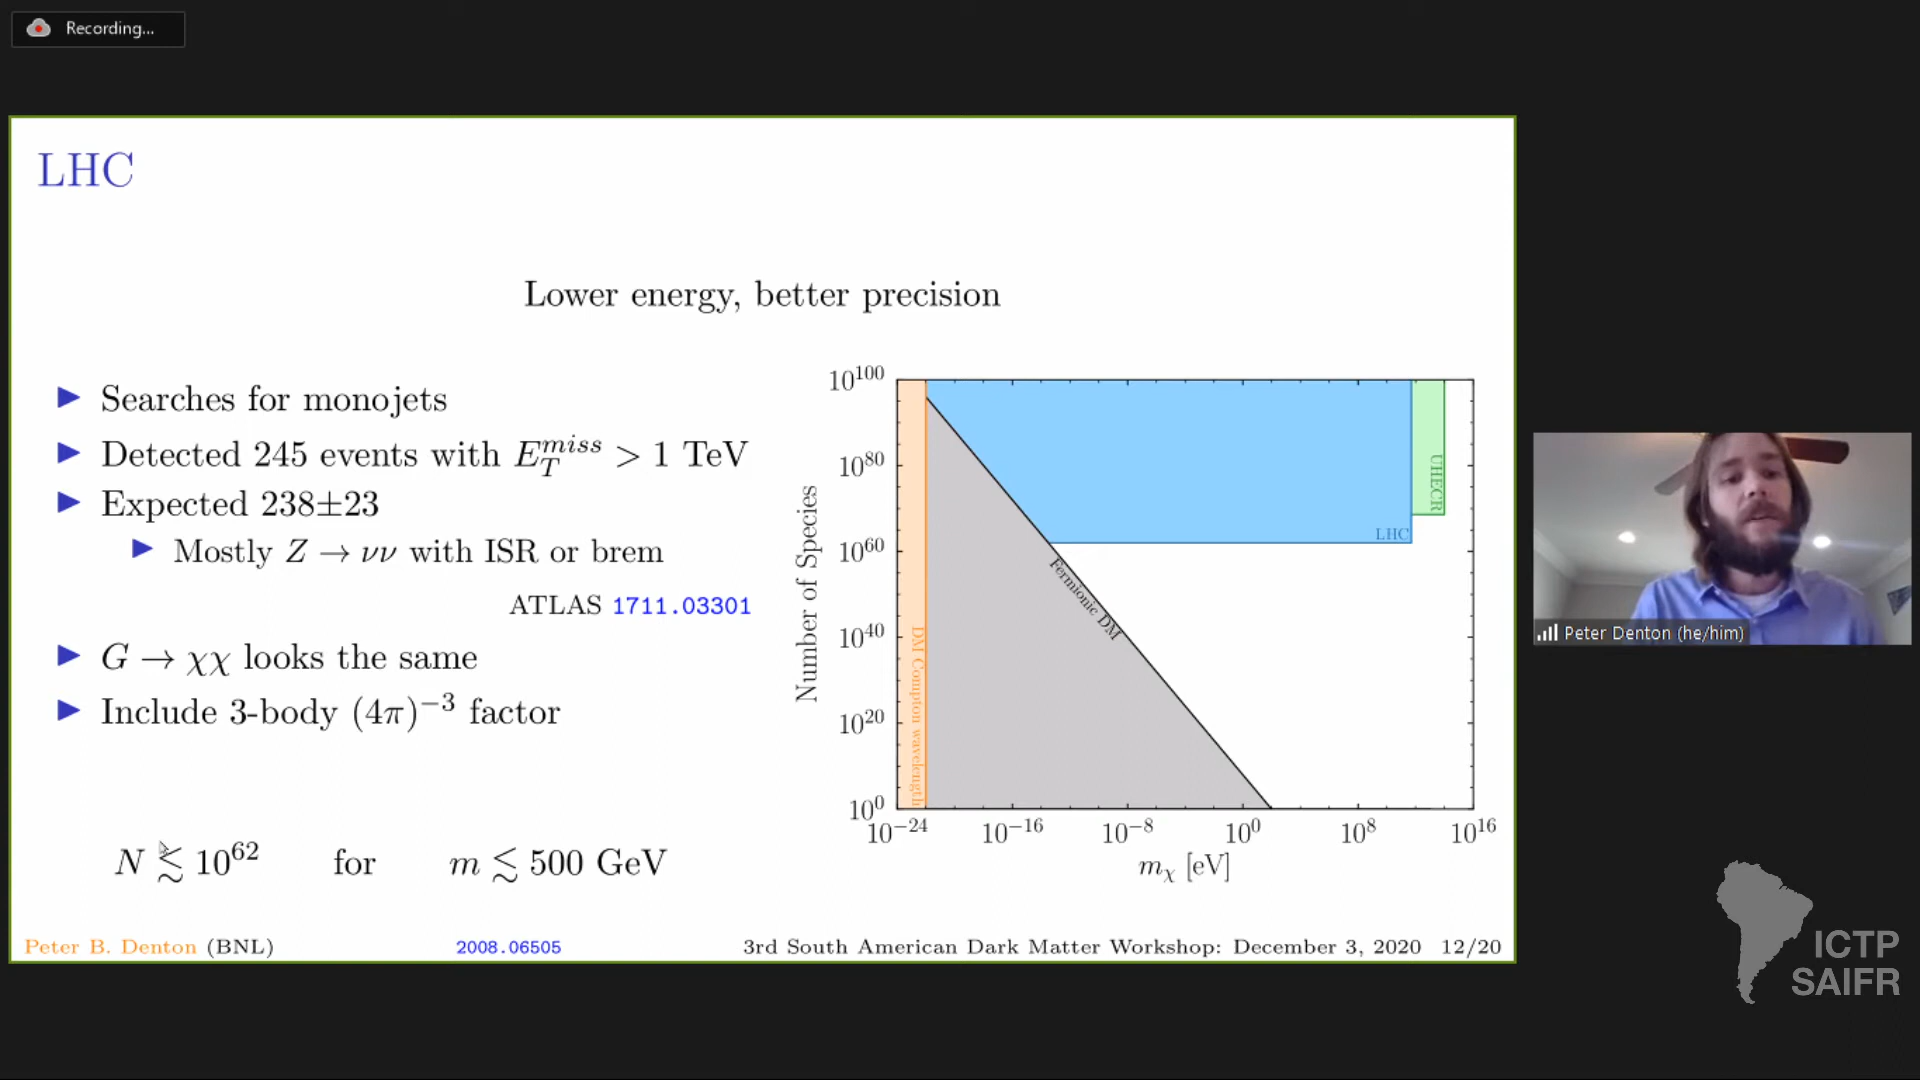 Recording...
LHC
Lower energy, better precision
▶ Searches for monojets
▶ Detected 245 events with E_T^{miss} > 1 TeV
▶ Expected 238±23
▶ Mostly Z → νν with ISR or brem
ATLAS 1711.03301
▶ G → χχ looks the same
▶ Include 3-body (4π)^{−3} factor
N ≲ 10^{62} for m ≲ 500 GeV
Number of Species
10^{100}
10^{80}
10^{60}
10^{40}
10^{20}
10^{0}
10^{−24} 10^{−16} 10^{−8} 10^{0} 10^{8} 10^{16}
m_χ [eV]
DM Compton wavelength
Fermionic DM
LHC
UHECR
Peter B. Denton (BNL) 2008.06505 3rd South American Dark Matter Workshop: December 3, 2020 12/20
Peter Denton (he/him)
ICTP
SAIFR